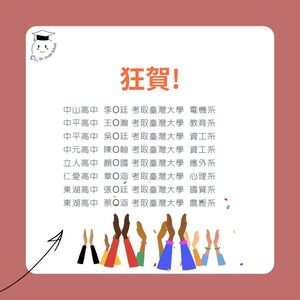 狂賀!
中山高中 李O廷 考取臺灣大學 電機系
中平高中 王O瀚 考取臺灣大學 教育系
中平高中 吳O廷 考取臺灣大學 資工系
中元高中 陳O翰 考取臺灣大學 資工系
立人高中 顏O國 考取臺灣大學 應外系
仁愛高中 章O涵 考取臺灣大學 心理系
東湖高中 張O廷 考取臺灣大學 國貿系
東湖高中 蔡O涵 考取臺灣大學 農經系